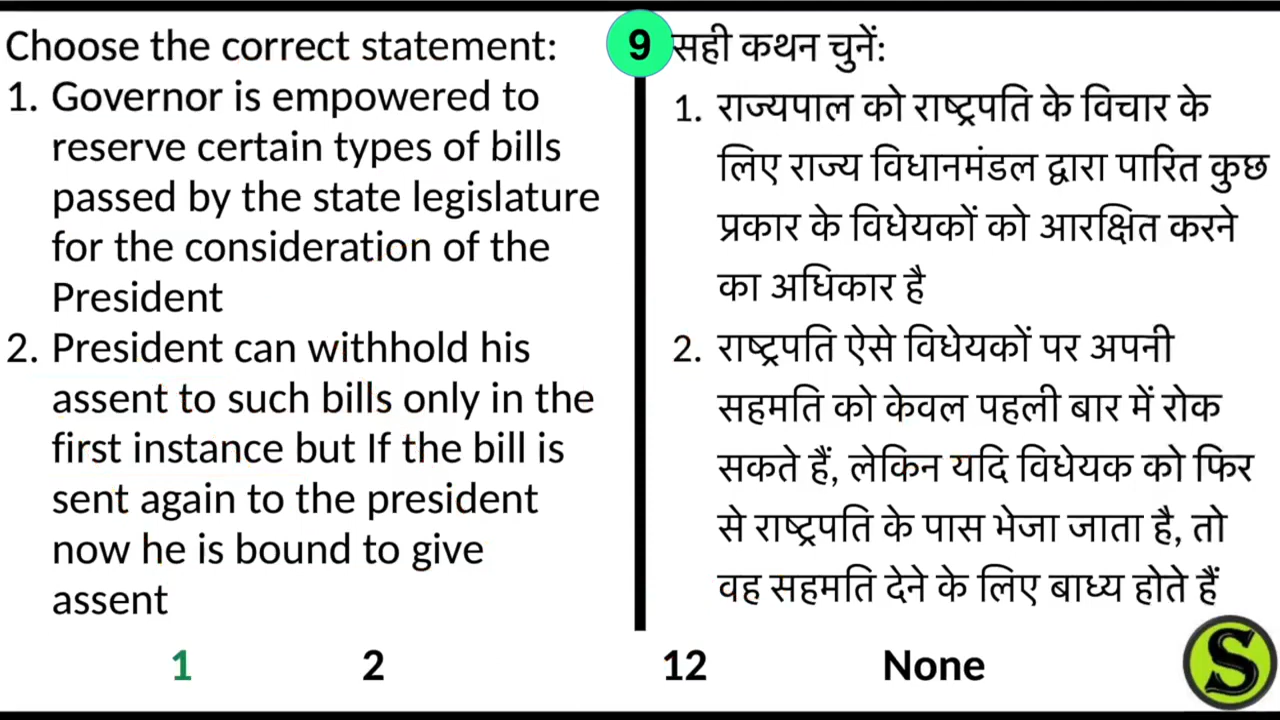 Choose the correct statement:
1. Governor is empowered to
reserve certain types of bills
passed by the state legislature
for the consideration of the
President
2. President can withhold his
assent to such bills only in the
first instance but If the bill is
sent again to the president
now he is bound to give
assent
9
सही कथन चुनें:
1. राज्यपाल को राष्ट्रपति के विचार के
लिए राज्य विधानमंडल द्वारा पारित कुछ
प्रकार के विधेयकों को आरक्षित करने
का अधिकार है
2. राष्ट्रपति ऐसे विधेयकों पर अपनी
सहमति को केवल पहली बार में रोक
सकते हैं, लेकिन यदि विधेयक को फिर
से राष्ट्रपति के पास भेजा जाता है, तो
वह सहमति देने के लिए बाध्य होते हैं
1 2 12 None
S